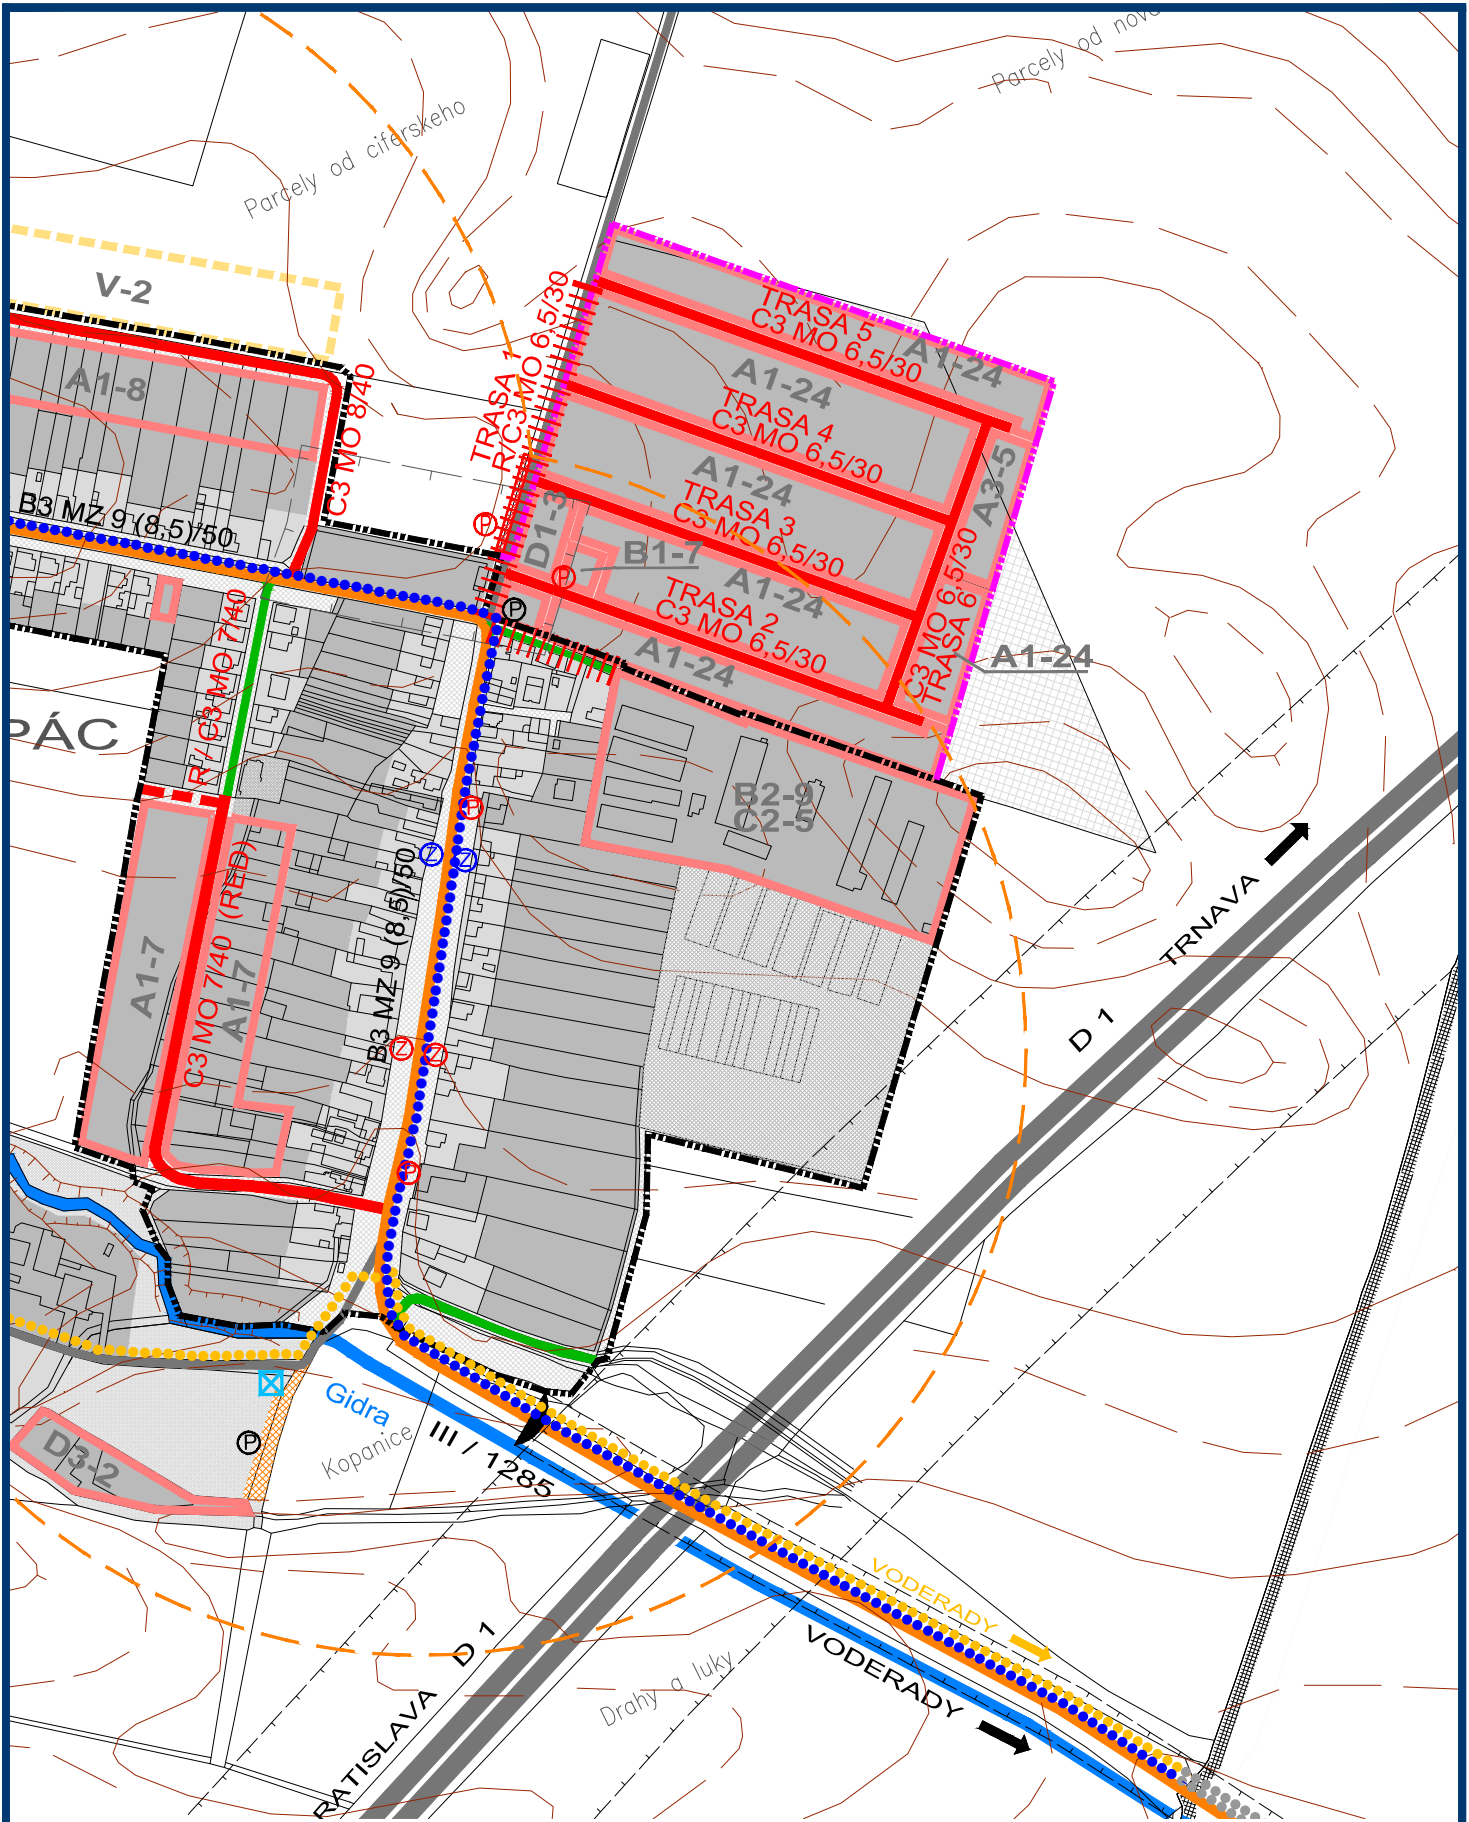 Parcely od nova
Parcely od ciferskeho
V-2
A1-8
C3 MO 8/40
B3 MZ 9 (8,5)/50
TRASA 1
R/C3 MO 6,5/30
TRASA 5
C3 MO 6,5/30
A1-24
A1-24
TRASA 4
C3 MO 6,5/30
A1-24
A3-5
TRASA 3
C3 MO 6,5/30
D1-3
B1-7
A1-24
TRASA 2
C3 MO 6,5/30
A1-24
C3 MO 6,5/30
TRASA 6
A1-24
P
P
P
R / C3 MO 7/40
PÁC
B2-9
C2-5
P
Z
Z
B3 MZ 9 (8,5)/50
C3 MO 7/40 (RED)
A1-7
A1-7
Z
Z
P
TRNAVA
D 1
Gidra
III / 1285
Kopanice
P
D3-2
VODERADY
VODERADY
D 1
RATISLAVA
Drahy a luky